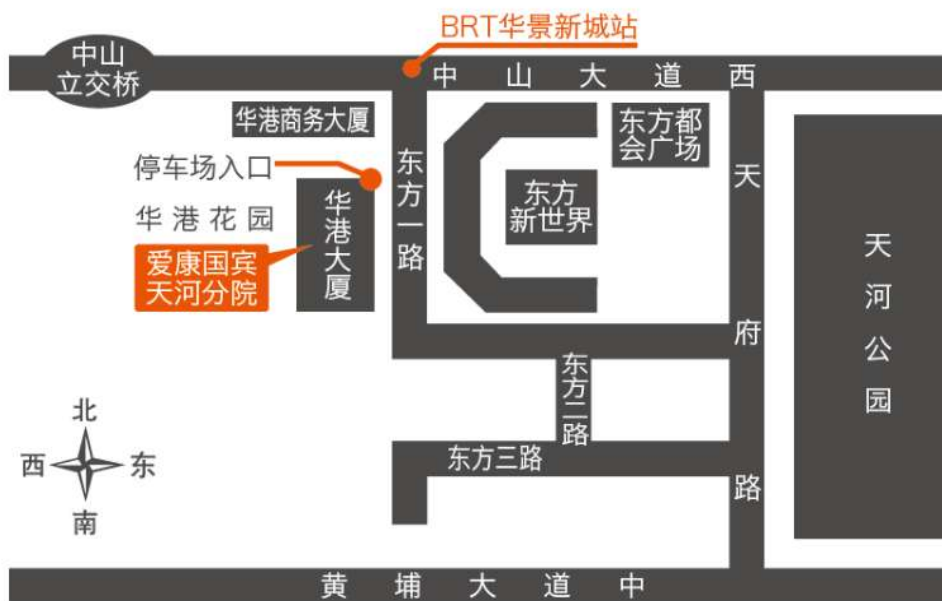 BRT华景新城站
中山
立交桥
中山大道西
华港商务大厦
东方都
会广场
停车场入口
东方一路
天府路
华港花园
华港大厦
东方
新世界
爱康国宾
天河分院
天河公园
东方二路
东方三路
北
西
东
南
黄埔大道中